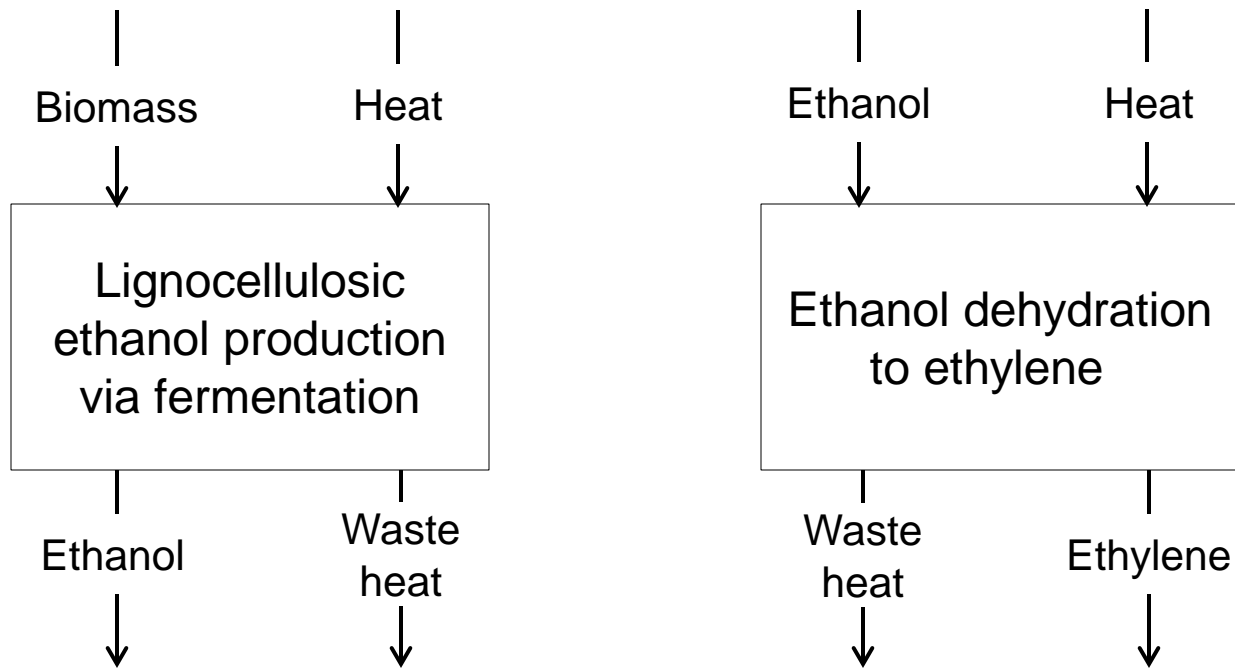 Biomass
Heat
Ethanol
Heat
Lignocellulosic
ethanol production
via fermentation
Ethanol dehydration
to ethylene
Ethanol
Waste
heat
Waste
heat
Ethylene